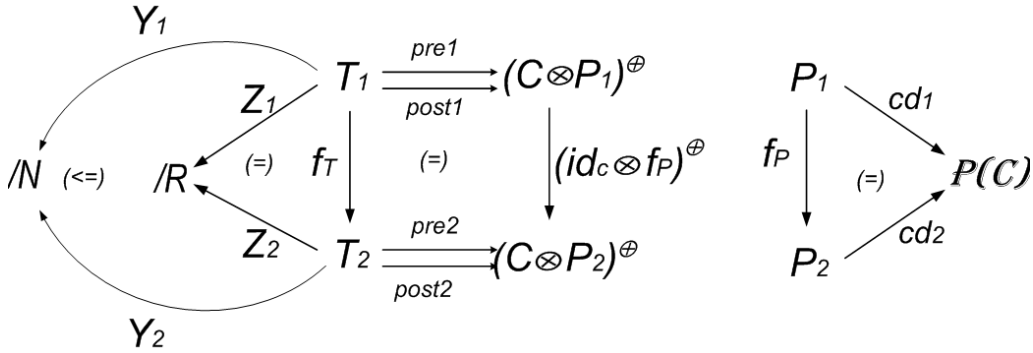 Y1
pre1
T1
(C⊗P1)⊕
P1
post1
cd1
Z1
/N
(<=)
/R
(=)
fT
(=)
(idc⊗fP)⊕
fP
(=)
P(C)
Z2
pre2
cd2
T2
(C⊗P2)⊕
P2
post2
Y2